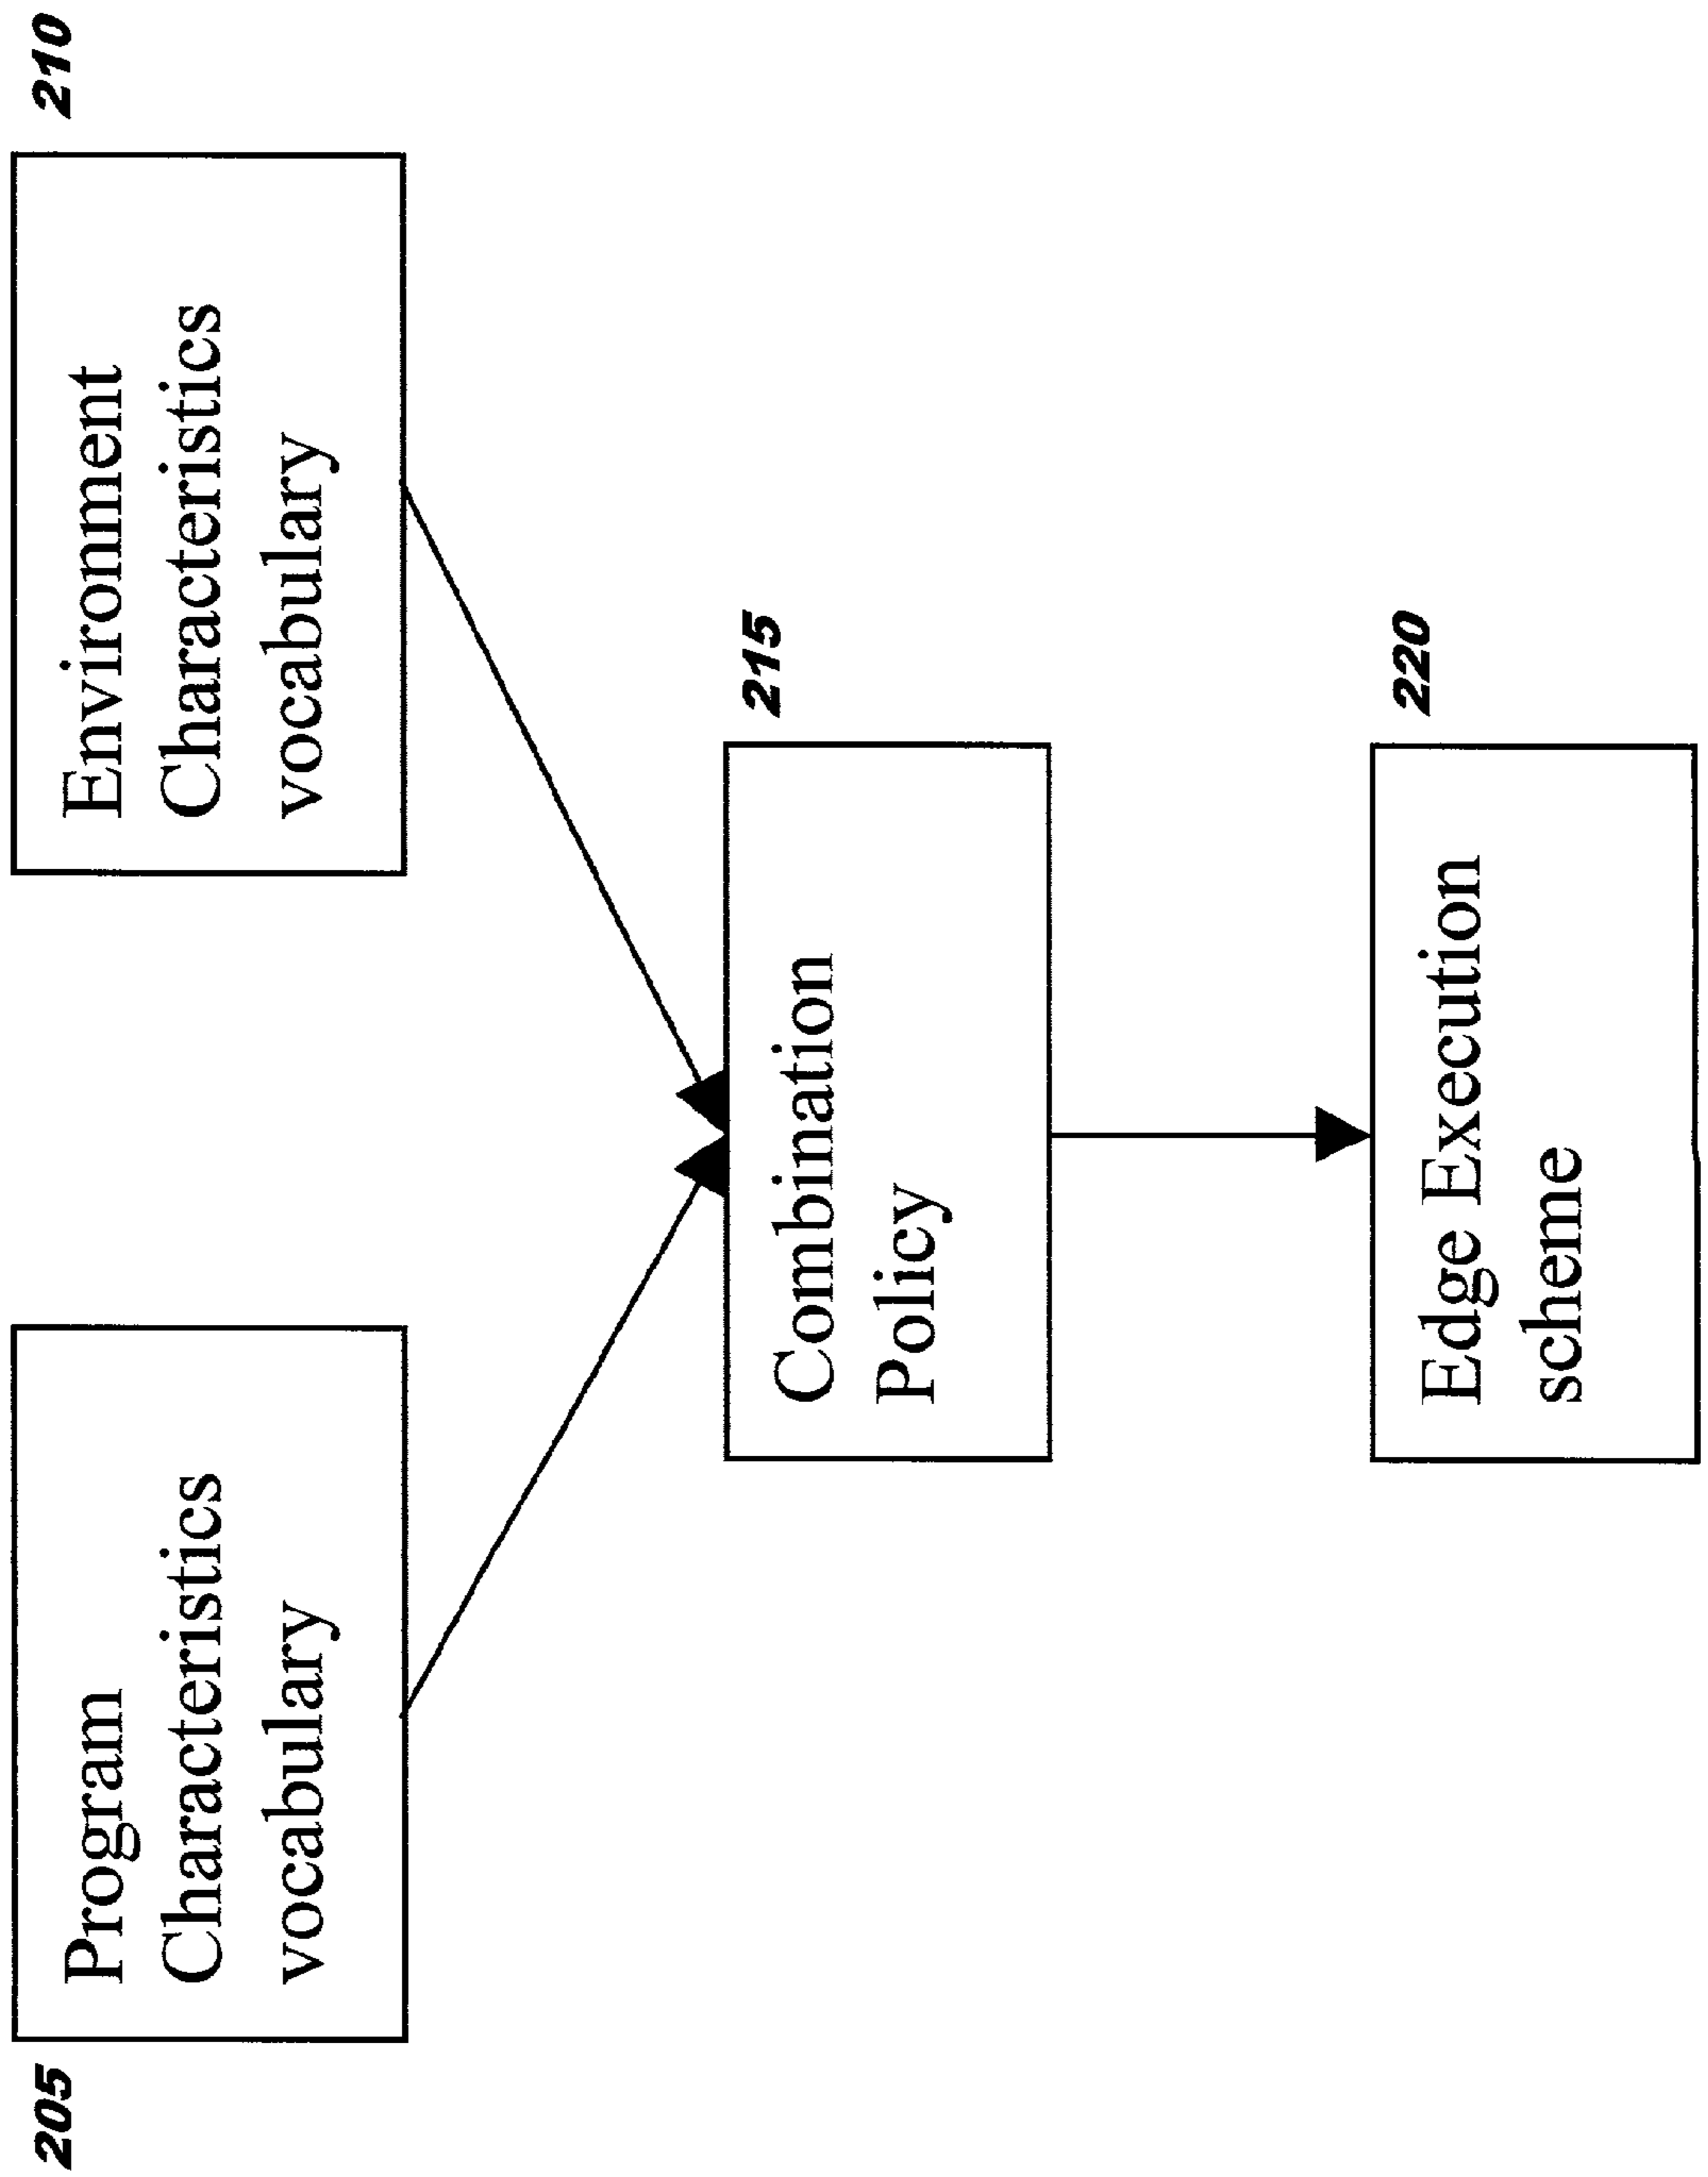 205
Program
Characteristics
vocabulary
210
Environment
Characteristics
vocabulary
215
Combination
Policy
220
Edge Execution
scheme